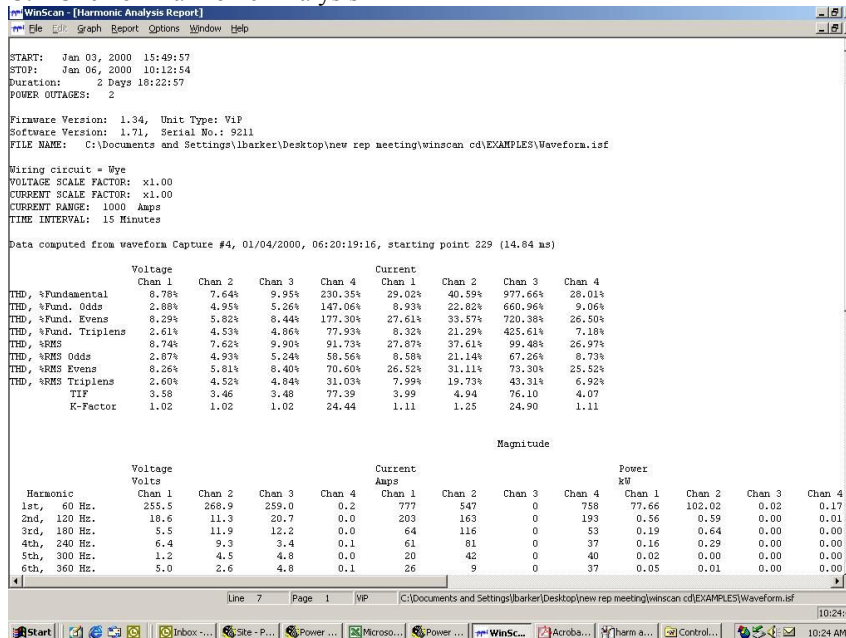 WinScan - [Harmonic Analysis Report]
File Edit Graph Report Options Window Help
START: Jan 03, 2000 15:49:57
STOP: Jan 06, 2000 10:12:54
Duration: 2 Days 18:22:57
POWER OUTAGES: 2
Firmware Version: 1.34, Unit Type: ViP
Software Version: 1.71, Serial No.: 9211
FILE NAME: C:\Documents and Settings\lbarker\Desktop\new rep meeting\winscan cd\EXAMPLES\Waveform.isf
Wiring circuit = Wye
VOLTAGE SCALE FACTOR: x1.00
CURRENT SCALE FACTOR: x1.00
CURRENT RANGE: 1000 Amps
TIME INTERVAL: 15 Minutes
Data computed from waveform Capture #4, 01/04/2000, 06:20:19:16, starting point 229 (14.84 ms)
Voltage Current
Chan 1 Chan 2 Chan 3 Chan 4 Chan 1 Chan 2 Chan 3 Chan 4
THD, %Fundamental 8.78% 7.64% 9.95% 230.35% 29.02% 40.59% 977.66% 28.01%
THD, %Fund. Odds 2.88% 4.95% 5.26% 147.06% 8.93% 22.82% 660.96% 9.06%
THD, %Fund. Evens 8.29% 5.82% 8.44% 177.30% 27.61% 33.57% 720.38% 26.50%
THD, %Fund. Triplens 2.61% 4.53% 4.86% 77.93% 8.32% 21.29% 425.61% 7.18%
THD, %RMS 8.74% 7.62% 9.90% 91.73% 27.87% 37.61% 99.48% 26.97%
THD, %RMS Odds 2.87% 4.93% 5.24% 58.56% 8.58% 21.14% 67.26% 8.73%
THD, %RMS Evens 8.26% 5.81% 8.40% 70.60% 26.52% 31.11% 73.30% 25.52%
THD, %RMS Triplens 2.60% 4.52% 4.84% 31.03% 7.99% 19.73% 43.31% 6.92%
TIF 3.58 3.46 3.48 77.39 3.99 4.94 76.10 4.07
K-Factor 1.02 1.02 1.02 24.44 1.11 1.25 24.90 1.11
Magnitude
Voltage Current Power
Volts Amps kW
Harmonic Chan 1 Chan 2 Chan 3 Chan 4 Chan 1 Chan 2 Chan 3 Chan 4 Chan 1 Chan 2 Chan 3 Chan 4
1st, 60 Hz. 255.5 268.9 259.0 0.2 777 547 0 758 77.66 102.02 0.02 0.17
2nd, 120 Hz. 18.6 11.3 20.7 0.0 203 163 0 193 0.56 0.59 0.00 0.01
3rd, 180 Hz. 5.5 11.9 12.2 0.0 64 116 0 53 0.19 0.64 0.00 0.00
4th, 240 Hz. 6.4 9.3 3.4 0.1 61 81 0 37 0.16 0.29 0.00 0.00
5th, 300 Hz. 1.2 4.5 4.8 0.0 20 42 0 40 0.02 0.00 0.00 0.00
6th, 360 Hz. 5.0 2.6 4.8 0.1 26 9 0 37 0.05 0.01 0.00 0.00
Line 7 Page 1 ViP C:\Documents and Settings\lbarker\Desktop\new rep meeting\winscan cd\EXAMPLES\Waveform.isf
10:24:
Start Inbox -... Site - P... Power ... Microso... Power ... WinSc... Acroba... harm a... Control... 10:24 AM